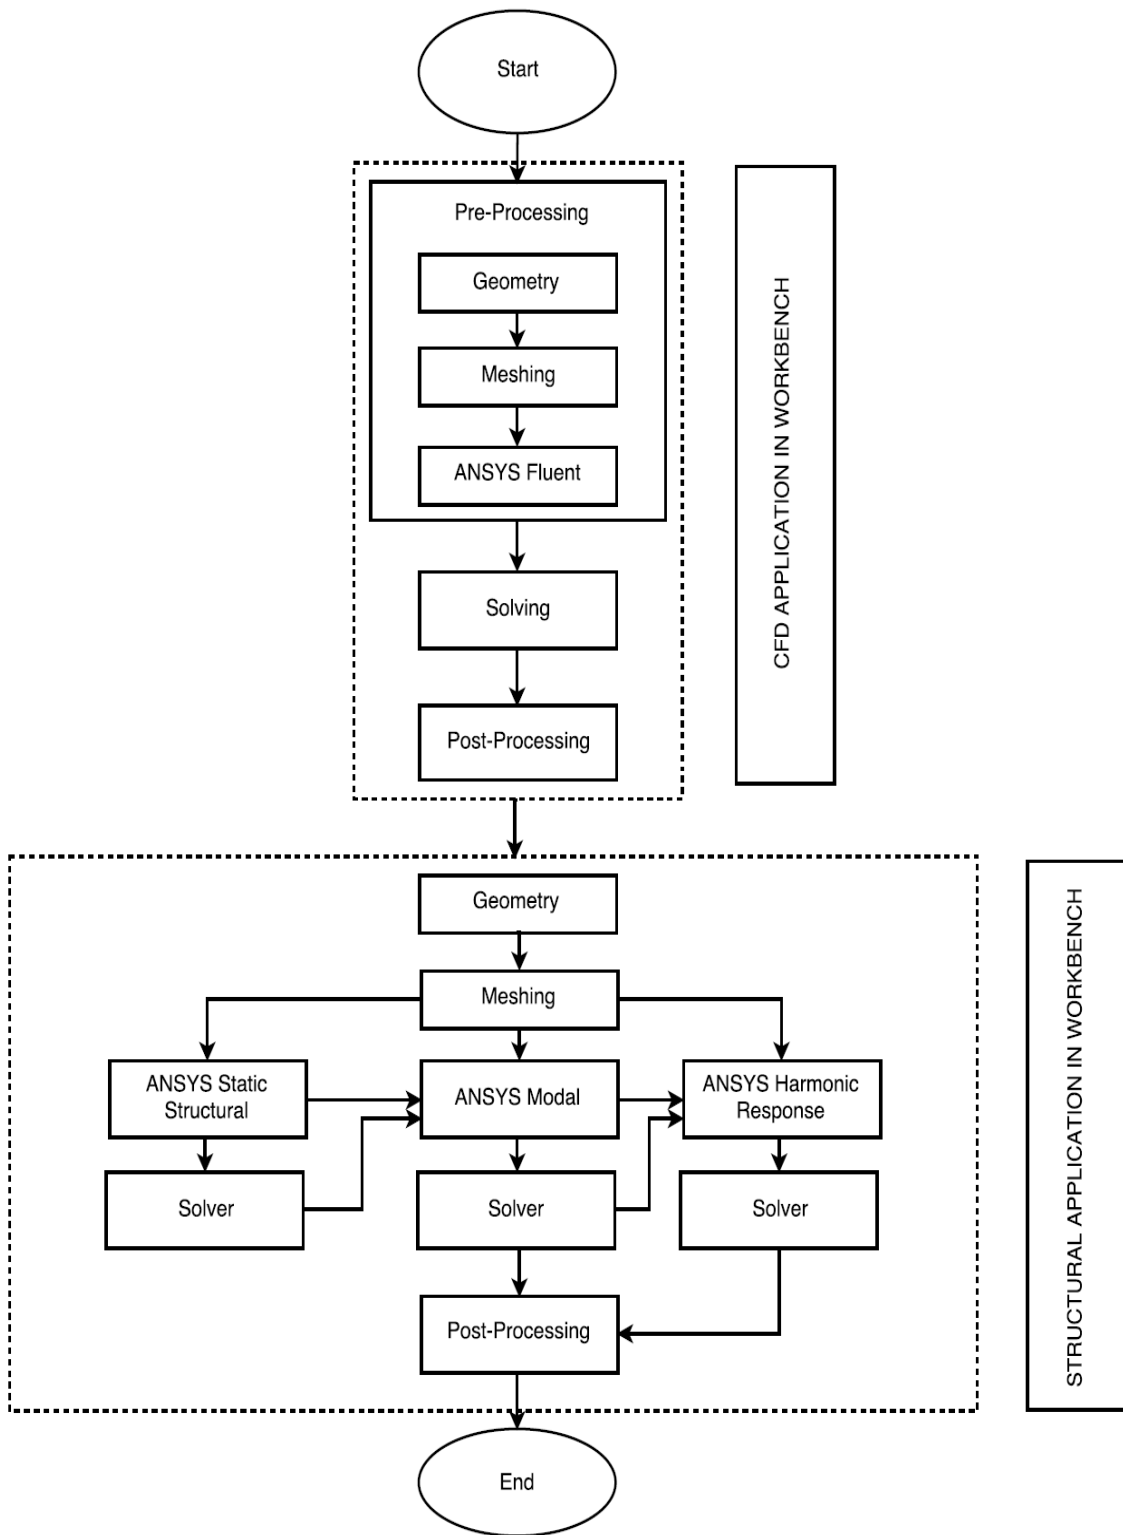 Start
Pre-Processing
Geometry
Meshing
ANSYS Fluent
Solving
Post-Processing
CFD APPLICATION IN WORKBENCH
Geometry
Meshing
ANSYS Static
Structural
ANSYS Modal
ANSYS Harmonic
Response
Solver
Solver
Solver
Post-Processing
STRUCTURAL APPLICATION IN WORKBENCH
End